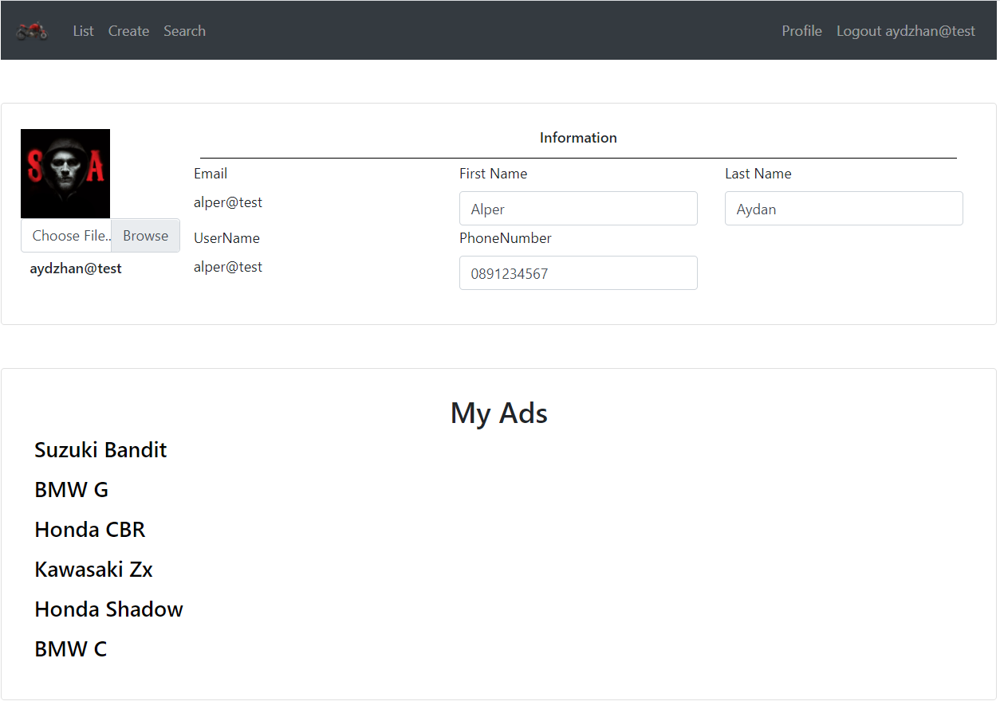 List Create Search Profile Logout aydzhan@test
S A
Information
Email First Name Last Name
alper@test Alper Aydan
Choose File.. Browse
UserName PhoneNumber
aydzhan@test
alper@test 0891234567
My Ads
Suzuki Bandit
BMW G
Honda CBR
Kawasaki Zx
Honda Shadow
BMW C